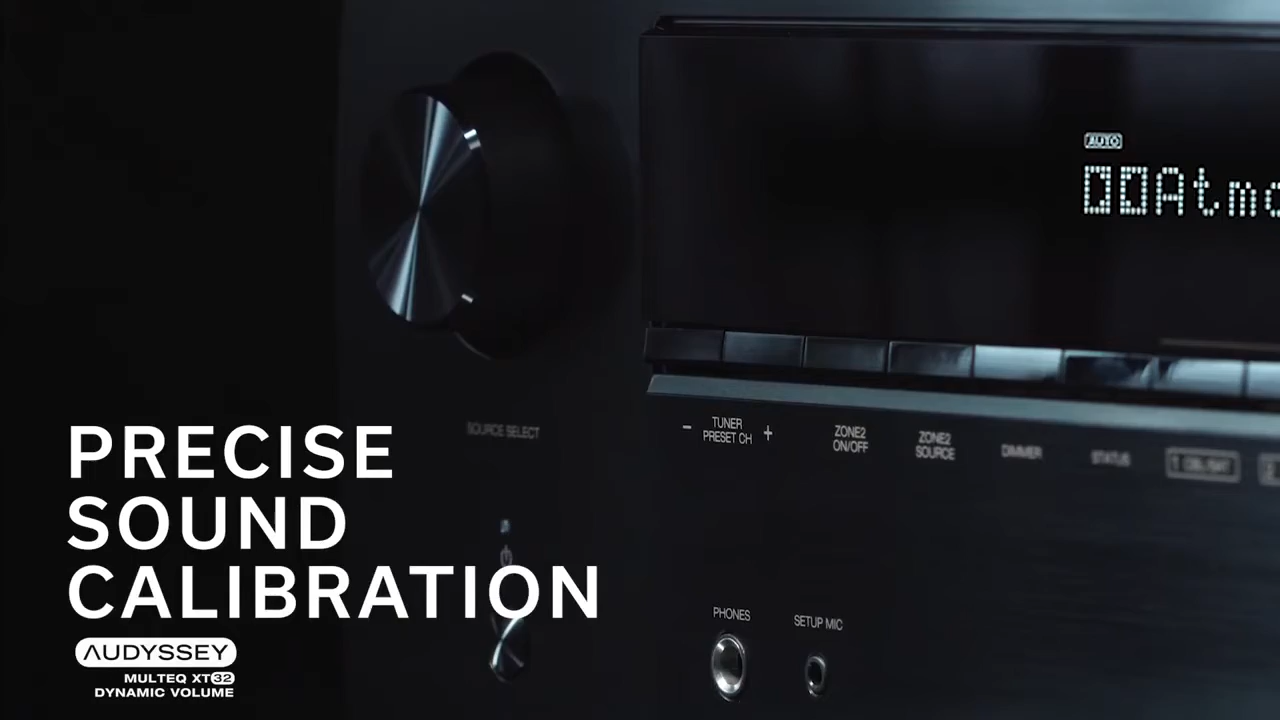 AUTO
Atmo
SOURCE SELECT
− TUNER PRESET CH +
ZONE2 ON/OFF
ZONE2 SOURCE
DIMMER
STATUS
PRECISE
SOUND
CALIBRATION
PHONES
SETUP MIC
AUDYSSEY
MULTEQ XT32
DYNAMIC VOLUME